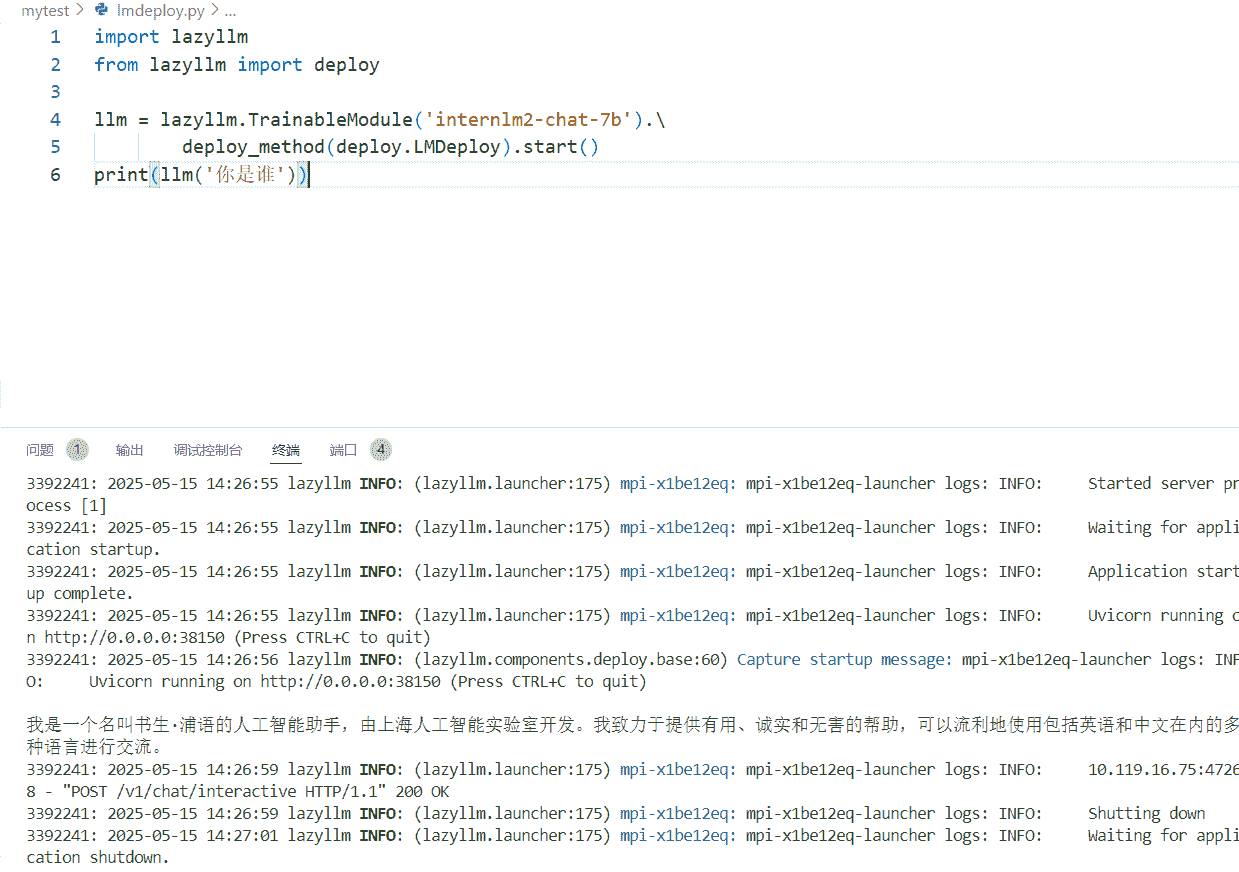 mytest > lmdeploy.py > ...
1 import lazyllm
2 from lazyllm import deploy
3
4 llm = lazyllm.TrainableModule('internlm2-chat-7b').\
5         deploy_method(deploy.LMDeploy).start()
6 print(llm('你是谁'))
问题 1 输出 调试控制台 终端 端口 4
3392241: 2025-05-15 14:26:55 lazyllm INFO: (lazyllm.launcher:175) mpi-x1be12eq: mpi-x1be12eq-launcher logs: INFO:     Started server pr
ocess [1]
3392241: 2025-05-15 14:26:55 lazyllm INFO: (lazyllm.launcher:175) mpi-x1be12eq: mpi-x1be12eq-launcher logs: INFO:     Waiting for appli
cation startup.
3392241: 2025-05-15 14:26:55 lazyllm INFO: (lazyllm.launcher:175) mpi-x1be12eq: mpi-x1be12eq-launcher logs: INFO:     Application start
up complete.
3392241: 2025-05-15 14:26:55 lazyllm INFO: (lazyllm.launcher:175) mpi-x1be12eq: mpi-x1be12eq-launcher logs: INFO:     Uvicorn running o
n http://0.0.0.0:38150 (Press CTRL+C to quit)
3392241: 2025-05-15 14:26:56 lazyllm INFO: (lazyllm.components.deploy.base:60) Capture startup message: mpi-x1be12eq-launcher logs: INF
O:     Uvicorn running on http://0.0.0.0:38150 (Press CTRL+C to quit)
我是一个名叫书生·浦语的人工智能助手，由上海人工智能实验室开发。我致力于提供有用、诚实和无害的帮助，可以流利地使用包括英语和中文在内的多
种语言进行交流。
3392241: 2025-05-15 14:26:59 lazyllm INFO: (lazyllm.launcher:175) mpi-x1be12eq: mpi-x1be12eq-launcher logs: INFO:     10.119.16.75:4726
8 - "POST /v1/chat/interactive HTTP/1.1" 200 OK
3392241: 2025-05-15 14:26:59 lazyllm INFO: (lazyllm.launcher:175) mpi-x1be12eq: mpi-x1be12eq-launcher logs: INFO:     Shutting down
3392241: 2025-05-15 14:27:01 lazyllm INFO: (lazyllm.launcher:175) mpi-x1be12eq: mpi-x1be12eq-launcher logs: INFO:     Waiting for appli
cation shutdown.